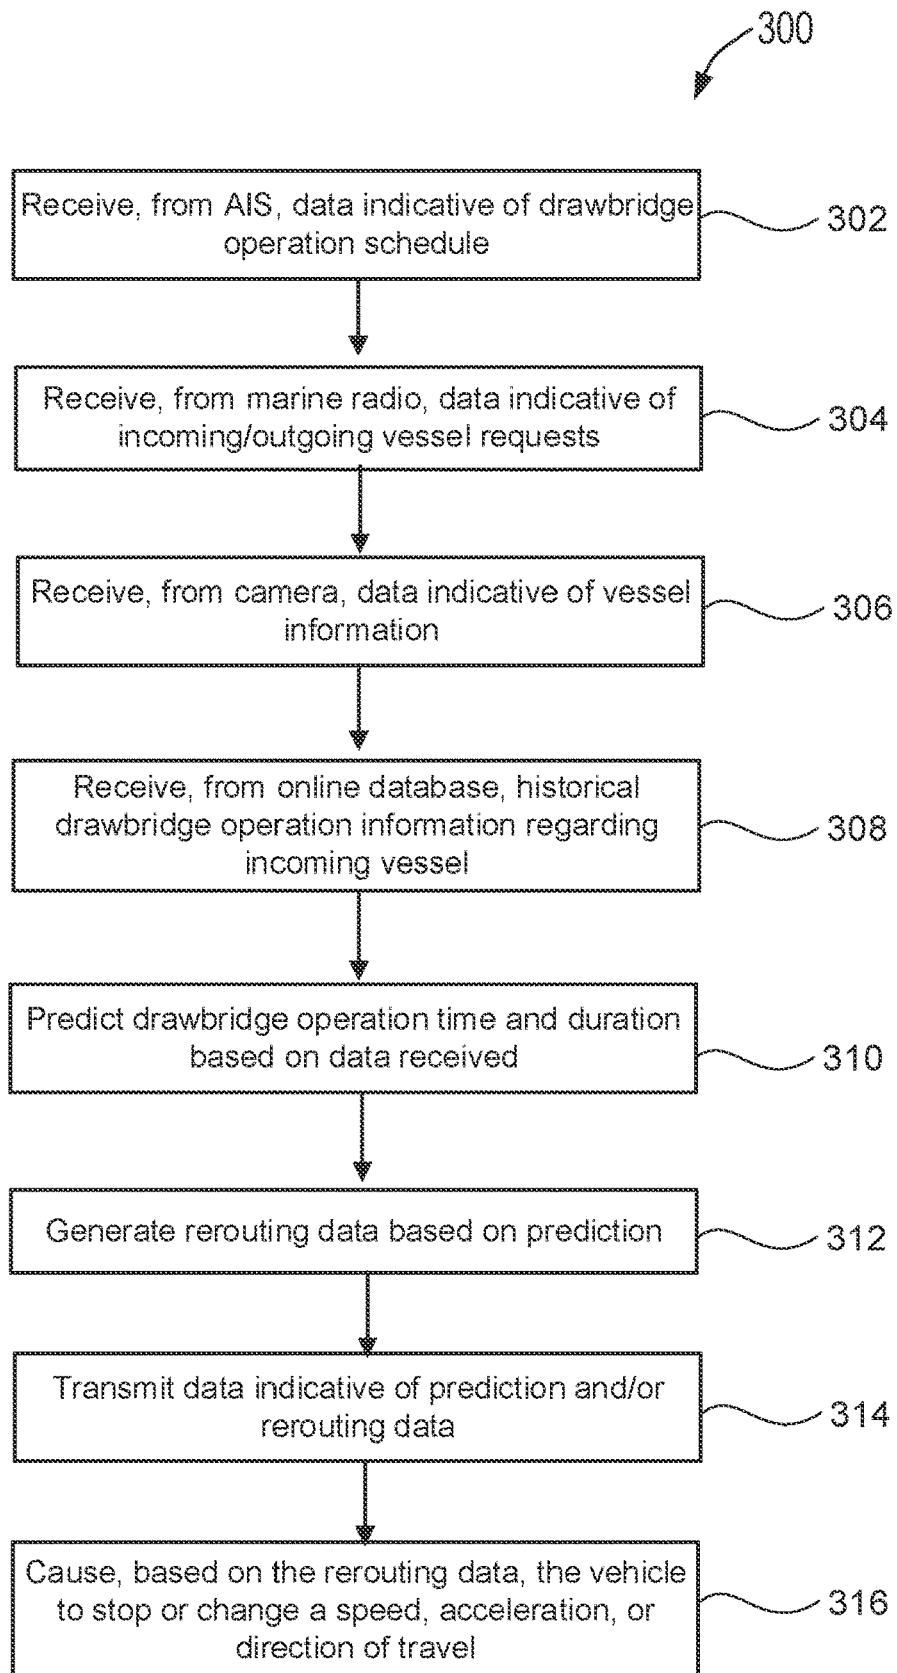 300
Receive, from AIS, data indicative of drawbridge
operation schedule
302
Receive, from marine radio, data indicative of
incoming/outgoing vessel requests
304
Receive, from camera, data indicative of vessel
information
306
Receive, from online database, historical
drawbridge operation information regarding
incoming vessel
308
Predict drawbridge operation time and duration
based on data received
310
Generate rerouting data based on prediction
312
Transmit data indicative of prediction and/or
rerouting data
314
Cause, based on the rerouting data, the vehicle
to stop or change a speed, acceleration, or
direction of travel
316